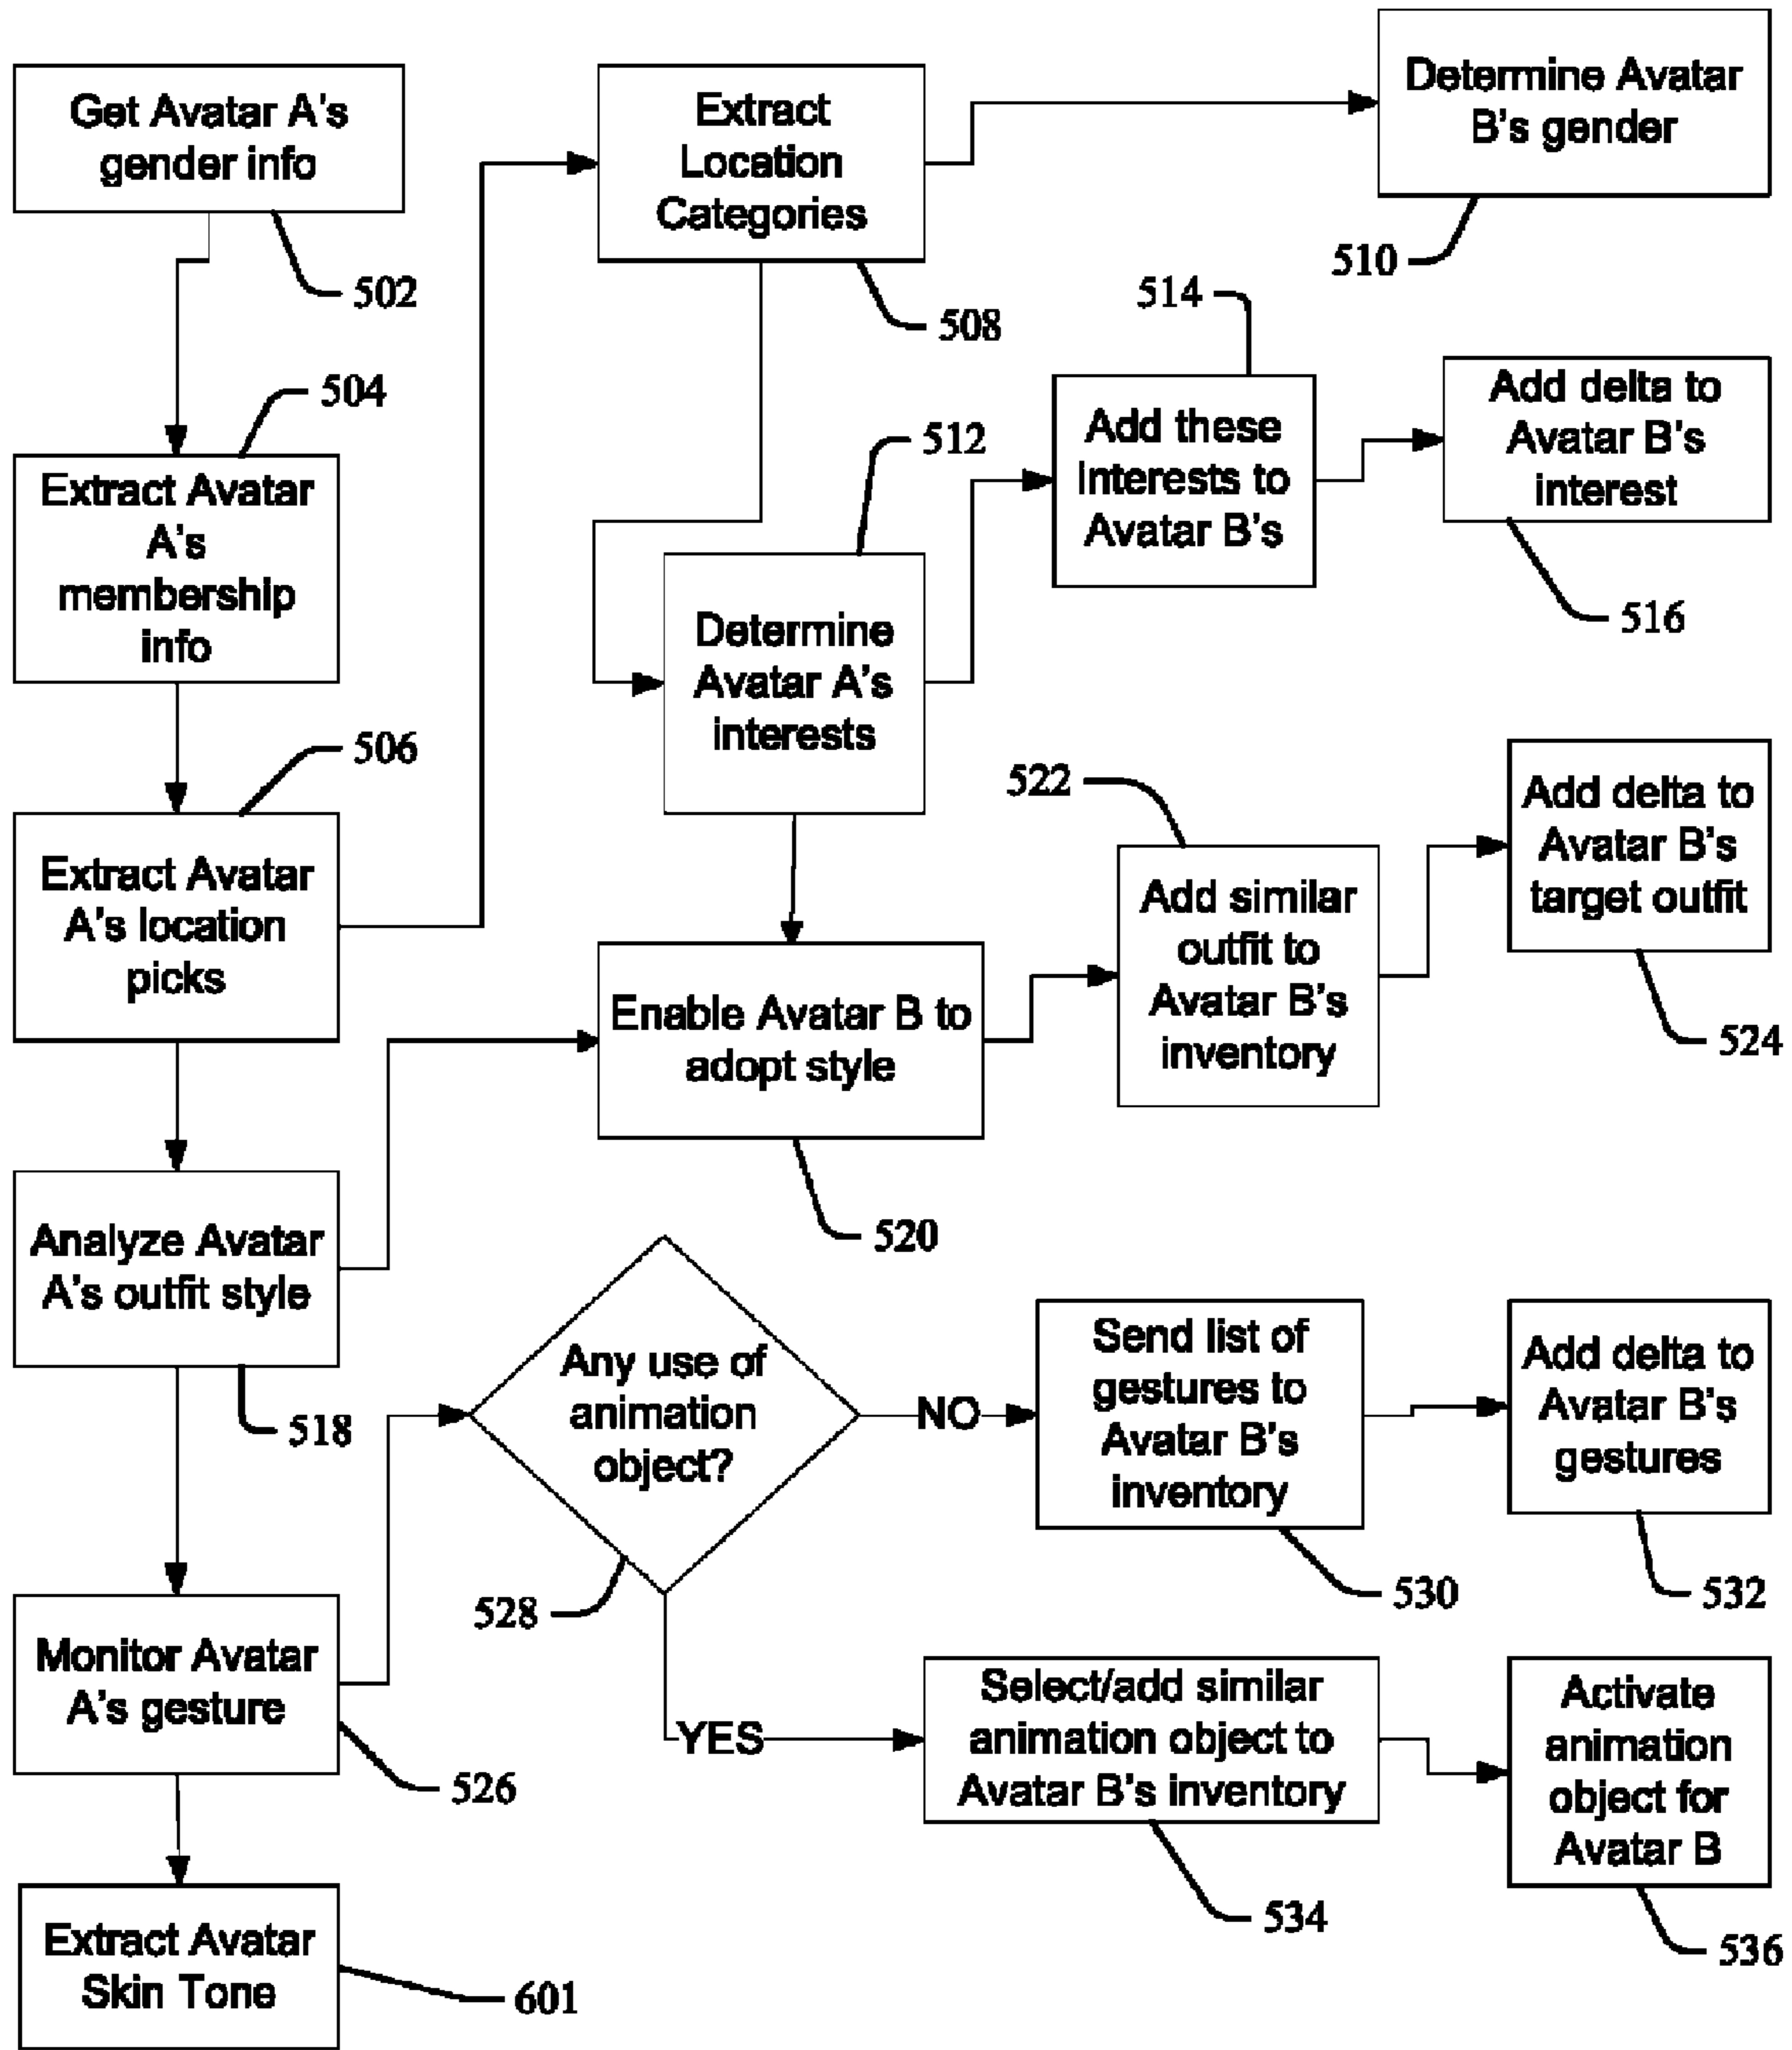 Get Avatar A's
gender info
502
Extract
Location
Categories
508
Determine Avatar
B's gender
510
504
Extract Avatar
A's
membership
info
512
Determine
Avatar A's
interests
514
Add these
interests to
Avatar B's
Add delta to
Avatar B's
interest
516
506
Extract Avatar
A's location
picks
Enable Avatar B to
adopt style
520
522
Add similar
outfit to
Avatar B's
inventory
Add delta to
Avatar B's
target outfit
524
Analyze Avatar
A's outfit style
518
Any use of
animation
object?
528
NO
Send list of
gestures to
Avatar B's
inventory
530
Add delta to
Avatar B's
gestures
532
Monitor Avatar
A's gesture
526
YES
Select/add similar
animation object to
Avatar B's inventory
534
Activate
animation
object for
Avatar B
536
Extract Avatar
Skin Tone
601